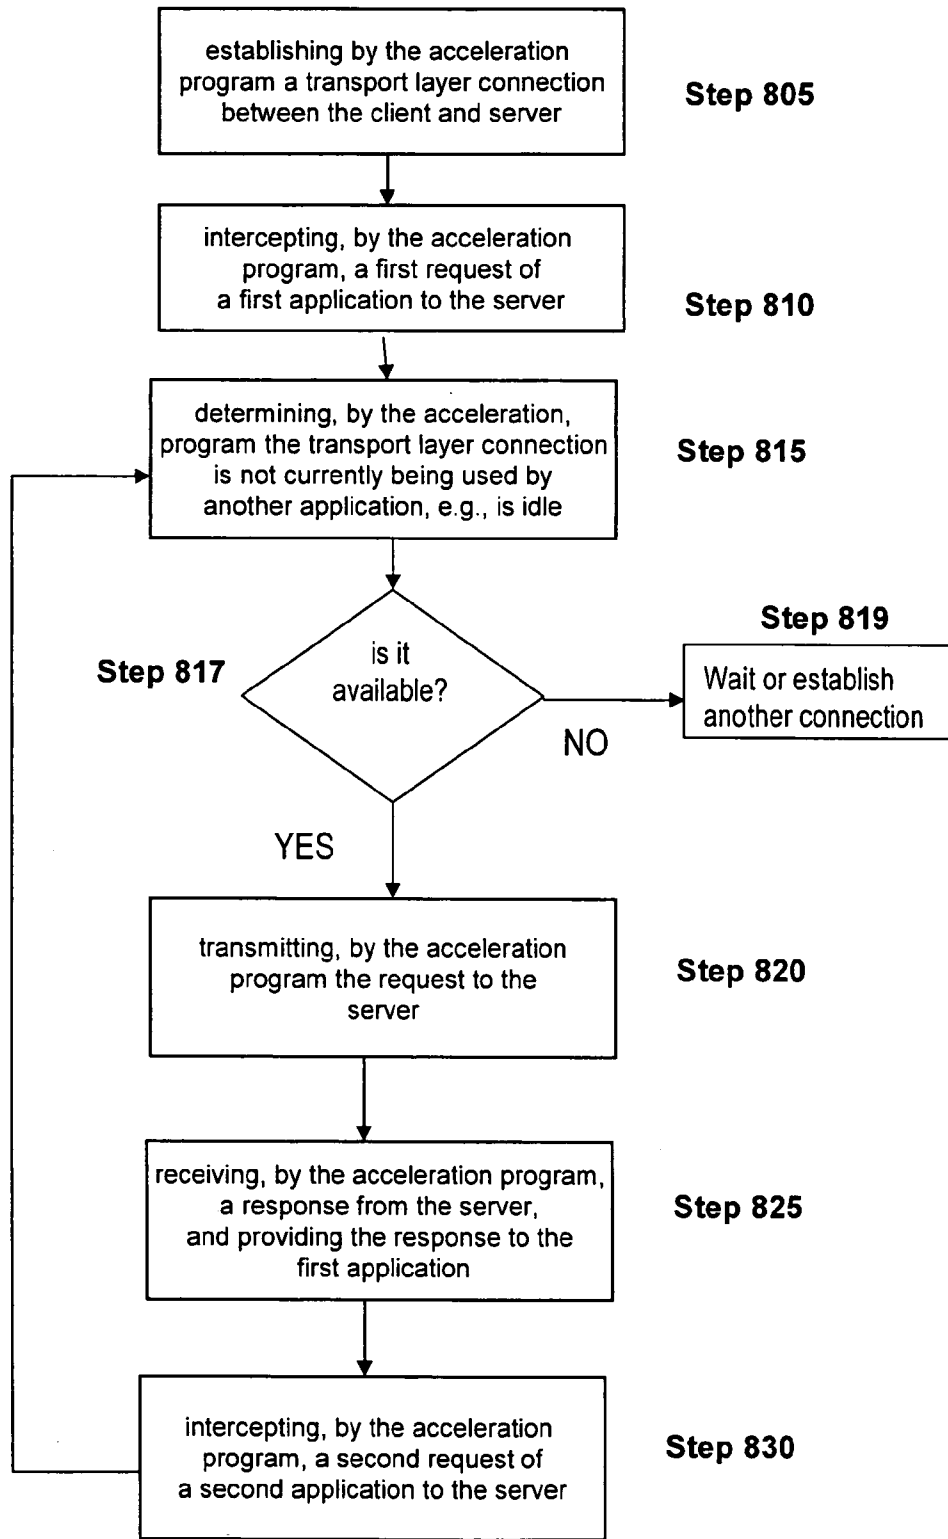 establishing by the acceleration
program a transport layer connection
between the client and server
Step 805
intercepting, by the acceleration
program, a first request of
a first application to the server
Step 810
determining, by the acceleration,
program the transport layer connection
is not currently being used by
another application, e.g., is idle
Step 815
Step 817
is it
available?
NO
YES
Step 819
Wait or establish
another connection
transmitting, by the acceleration
program the request to the
server
Step 820
receiving, by the acceleration program,
a response from the server,
and providing the response to the
first application
Step 825
intercepting, by the acceleration
program, a second request of
a second application to the server
Step 830